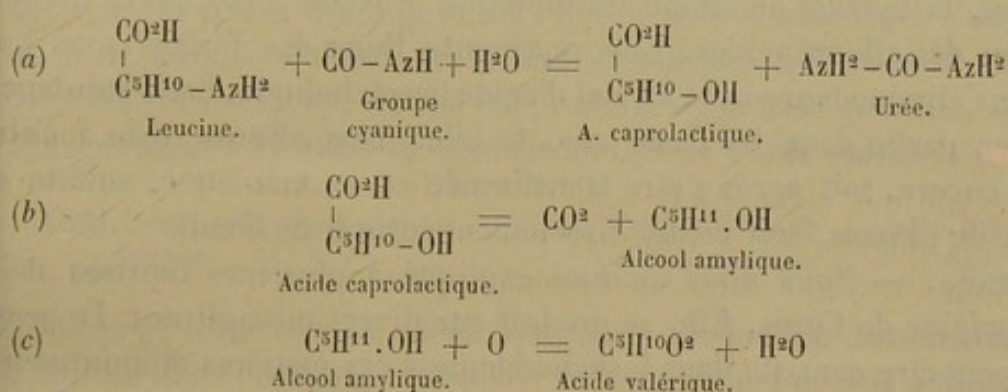 CO²H CO²H
(a) | + CO – AzH + H²O = | + AzH² – CO – AzH²
C⁵H¹⁰ – AzH² C⁵H¹⁰ – OH
Leucine. Groupe cyanique. A. caprolactique. Urée.
CO²H
(b) | = CO² + C⁵H¹¹.OH
C⁵H¹⁰ – OH
Acide caprolactique. Alcool amylique.
(c) C⁵H¹¹.OH + O = C⁵H¹⁰O² + H²O
Alcool amylique. Acide valérique.